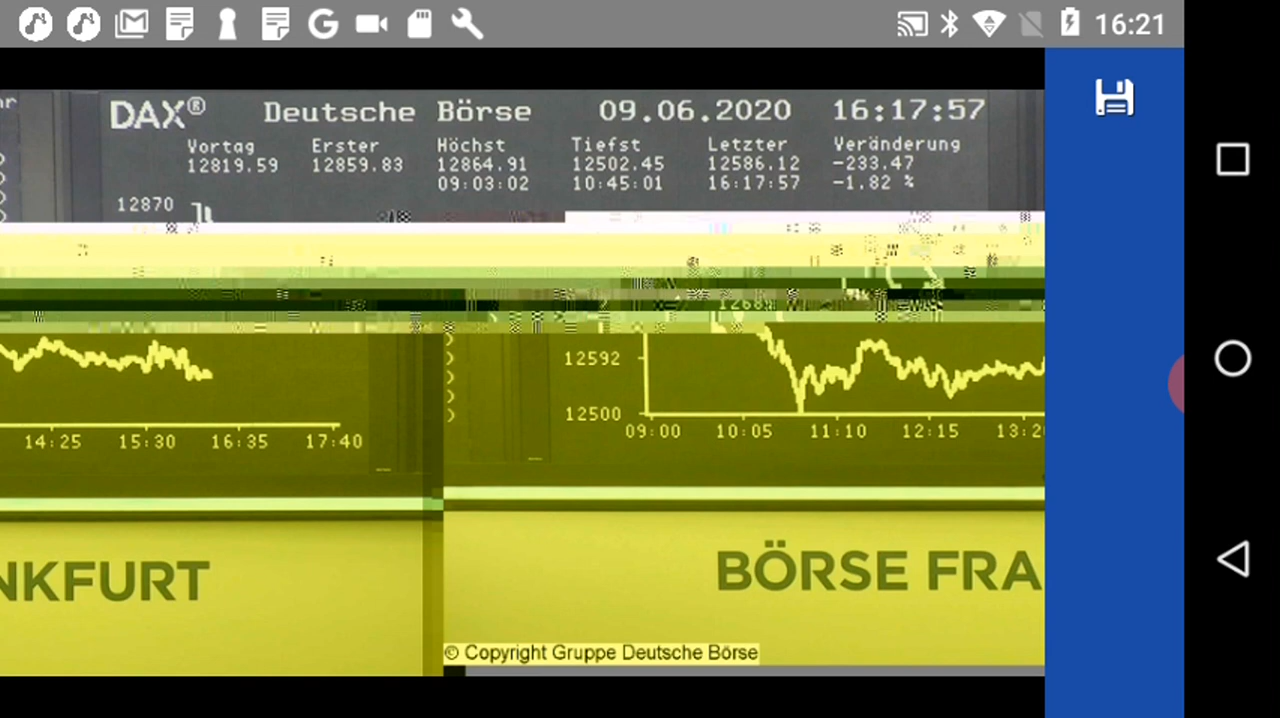 16:21
DAX® Deutsche Börse 09.06.2020 16:17:57
Vortag Erster Höchst Tiefst Letzter Veränderung
12819.59 12859.83 12864.91 12502.45 12586.12 -233.47
09:03:02 10:45:01 16:17:57 -1.82 %
12870
12592
12500
14:25 15:30 16:35 17:40
09:00 10:05 11:10 12:15
NKFURT
BÖRSE FRA
© Copyright Gruppe Deutsche Börse